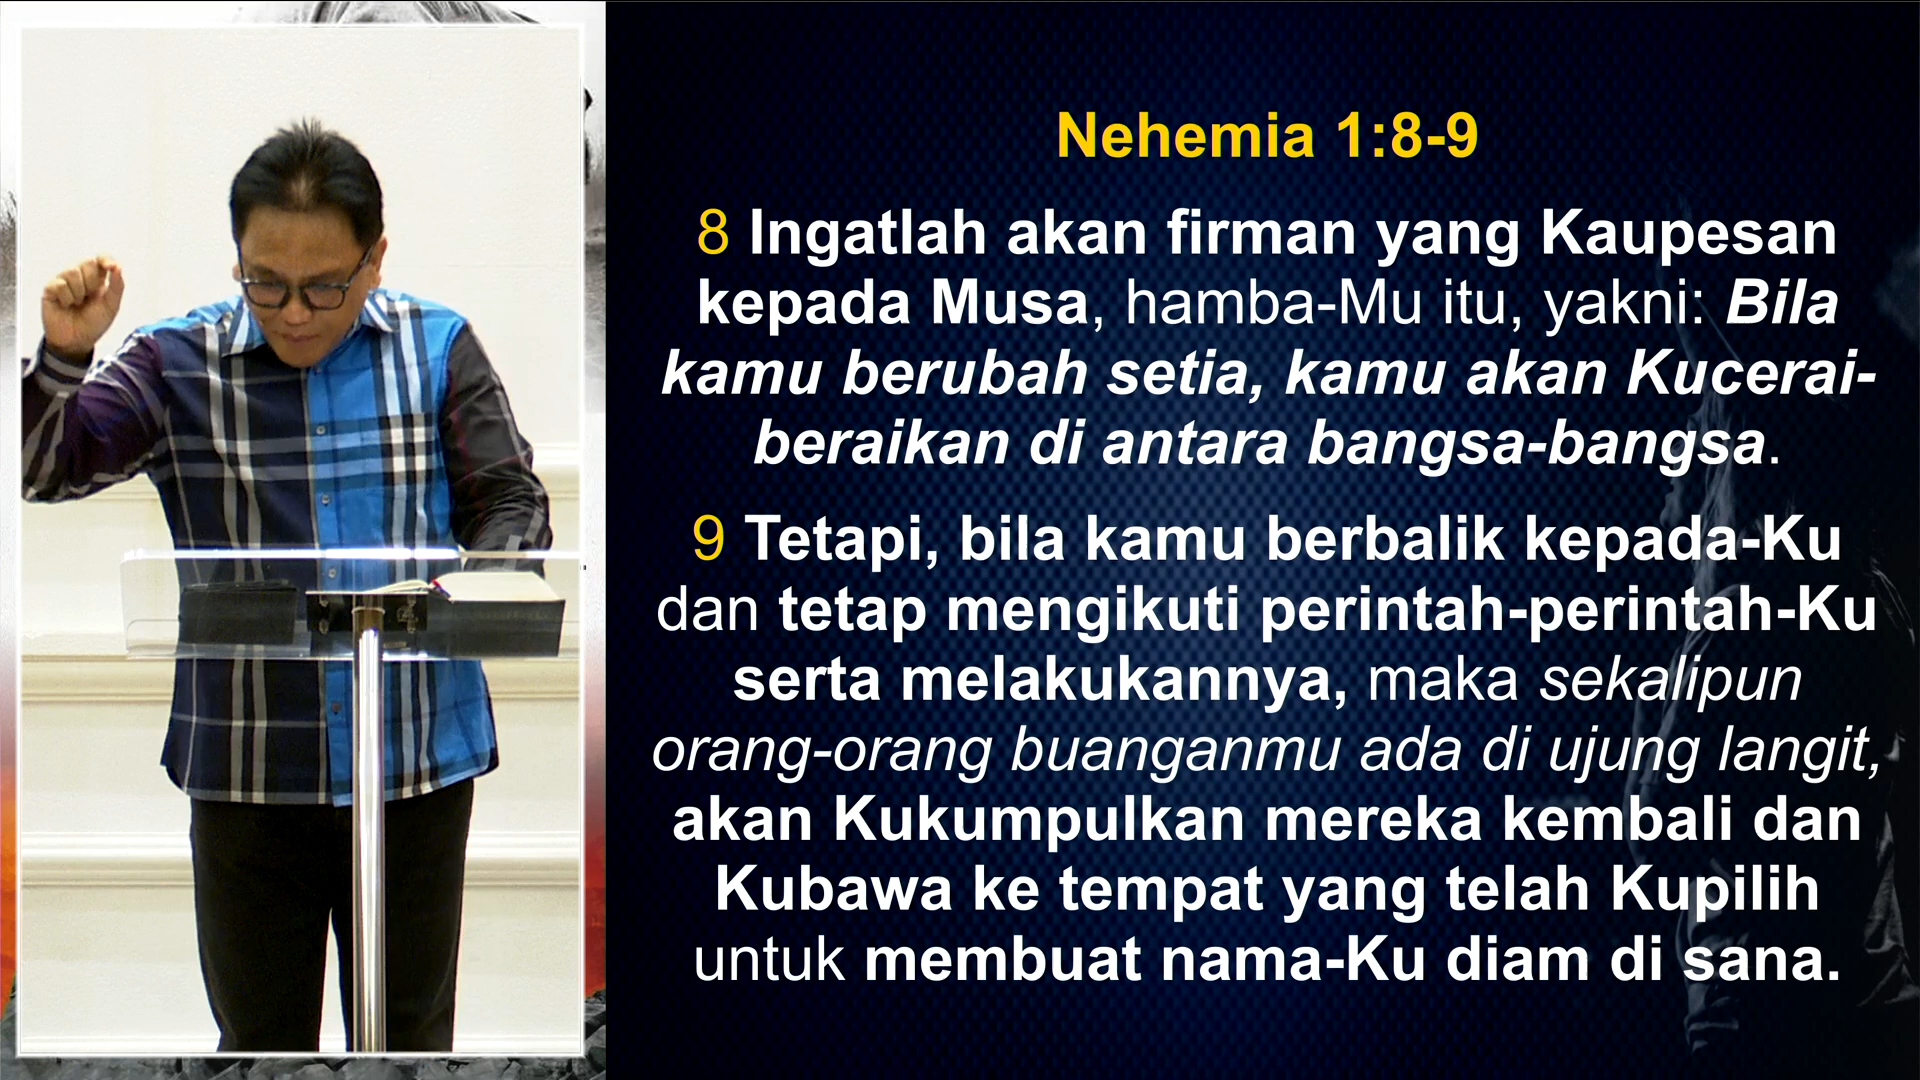 Nehemia 1:8-9
8 Ingatlah akan firman yang Kaupesan
kepada Musa, hamba-Mu itu, yakni: Bila
kamu berubah setia, kamu akan Kucerai-
beraikan di antara bangsa-bangsa.
9 Tetapi, bila kamu berbalik kepada-Ku
dan tetap mengikuti perintah-perintah-Ku
serta melakukannya, maka sekalipun
orang-orang buanganmu ada di ujung langit,
akan Kukumpulkan mereka kembali dan
Kubawa ke tempat yang telah Kupilih
untuk membuat nama-Ku diam di sana.